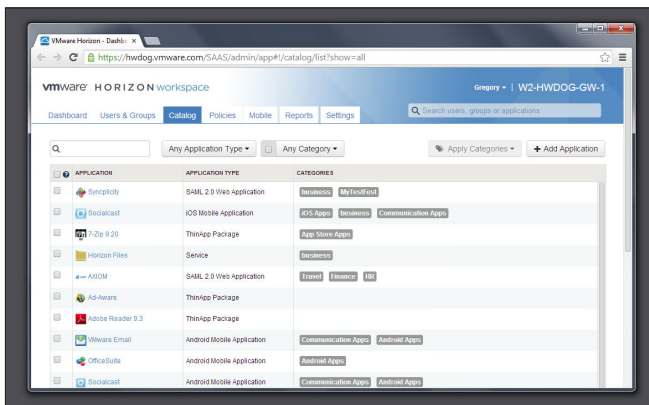 VMware Horizon - Dashbo
https://hwdog.vmware.com/SAAS/admin/app#!/catalog/list?show=all
vmware HORIZON workspace
Gregory | W2-HWDOG-GW-1
Dashboard Users & Groups Catalog Policies Mobile Reports Settings
Search users, groups or applications
Any Application Type Any Category Apply Categories + Add Application
APPLICATION APPLICATION TYPE CATEGORIES
Syncplicity SAML 2.0 Web Application business MyTestFest
Socialcast iOS Mobile Application iOS Apps business Communication Apps
7-Zip 9.20 ThinApp Package App Store Apps
Horizon Files Service business
AXIOM SAML 2.0 Web Application Travel Finance HR
Ad-Aware ThinApp Package
Adobe Reader 9.3 ThinApp Package
VMware Email Android Mobile Application Communication Apps Android Apps
OfficeSuite Android Mobile Application Android Apps
Socialcast Android Mobile Application Communication Apps Android Apps